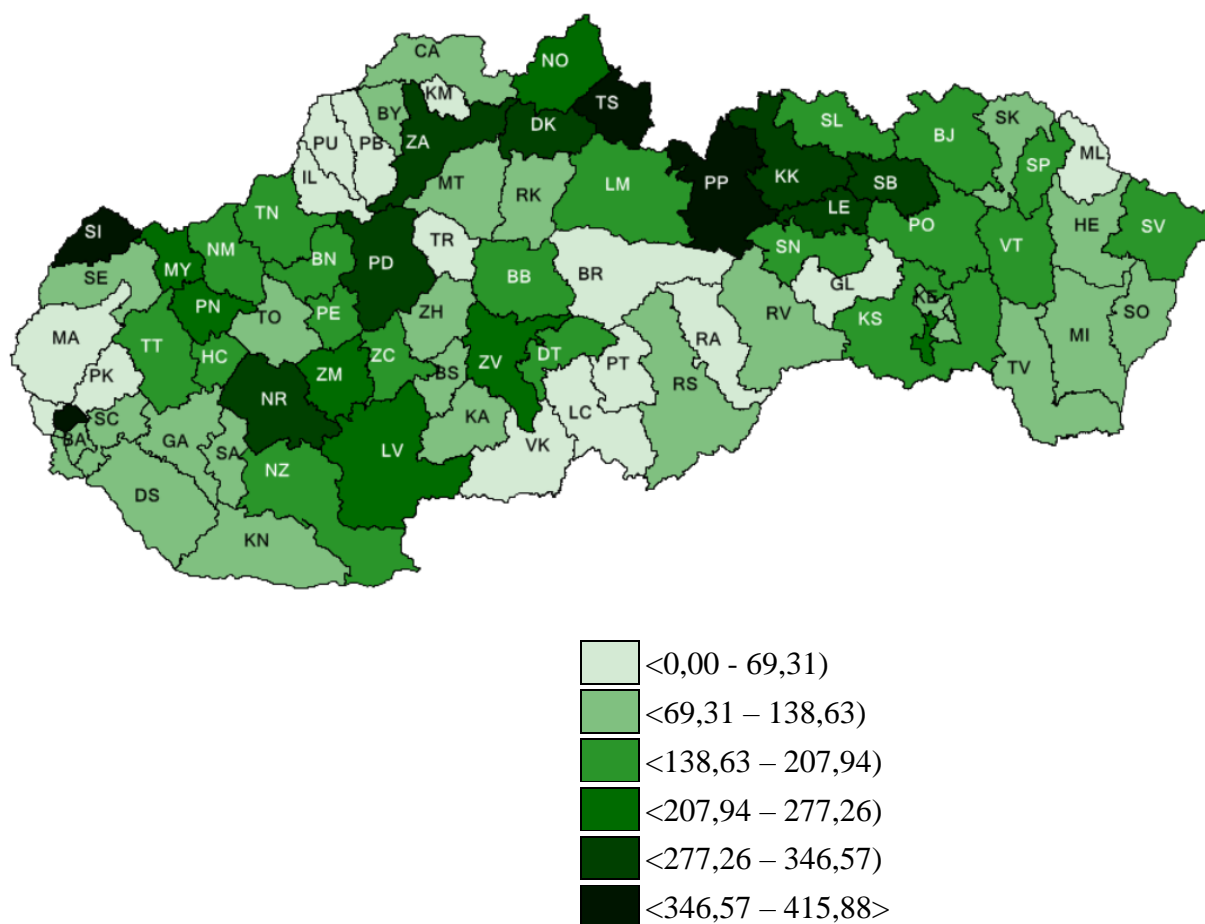 CA
NO
KM
TS
BY
PU
PB
ZA
DK
SL
BJ
SK
ML
IL
MT
RK
LM
PP
KK
SB
SP
LE
TN
SI
NM
BN
PD
TR
BB
BR
SN
PO
VT
HE
SV
SE
MY
PN
TO
PE
ZH
GL
KE
MA
TT
HC
ZM
ZC
ZV
DT
PT
RA
RV
KS
SO
MI
PK
NR
BS
RS
TV
SC
BA
GA
SA
KA
LC
VK
LV
NZ
DS
KN
<0,00 - 69,31)
<69,31 – 138,63)
<138,63 – 207,94)
<207,94 – 277,26)
<277,26 – 346,57)
<346,57 – 415,88>